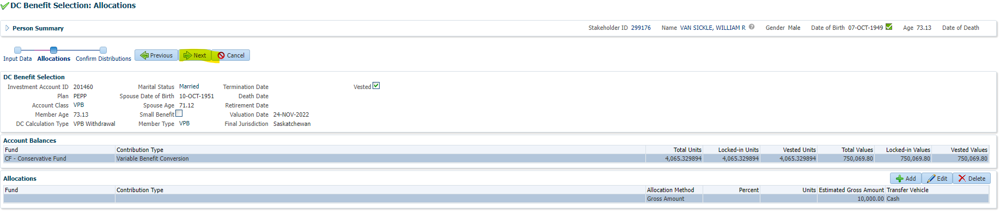 DC Benefit Selection: Allocations
Person Summary Stakeholder ID 299176 Name VAN SICKLE, WILLIAM R Gender Male Date of Birth 07-OCT-1949 Age 73.13 Date of Death
Input Data Allocations Confirm Distributions Previous Next Cancel
DC Benefit Selection
Investment Account ID 201460 Marital Status Married Termination Date Vested
Plan PEPP Spouse Date of Birth 10-OCT-1951 Death Date
Account Class VPB Spouse Age 71.12 Retirement Date
Member Age 73.13 Small Benefit Valuation Date 24-NOV-2022
DC Calculation Type VPB Withdrawal Member Type VPB Final Jurisdiction Saskatchewan
Account Balances
Fund Contribution Type Total Units Locked-in Units Vested Units Total Values Locked-in Values Vested Values
CF - Conservative Fund Variable Benefit Conversion 4,065.329894 4,065.329894 4,065.329894 750,069.80 750,069.80 750,069.80
Allocations Add Edit Delete
Fund Contribution Type Allocation Method Percent Units Estimated Gross Amount Transfer Vehicle
Gross Amount 10,000.00 Cash